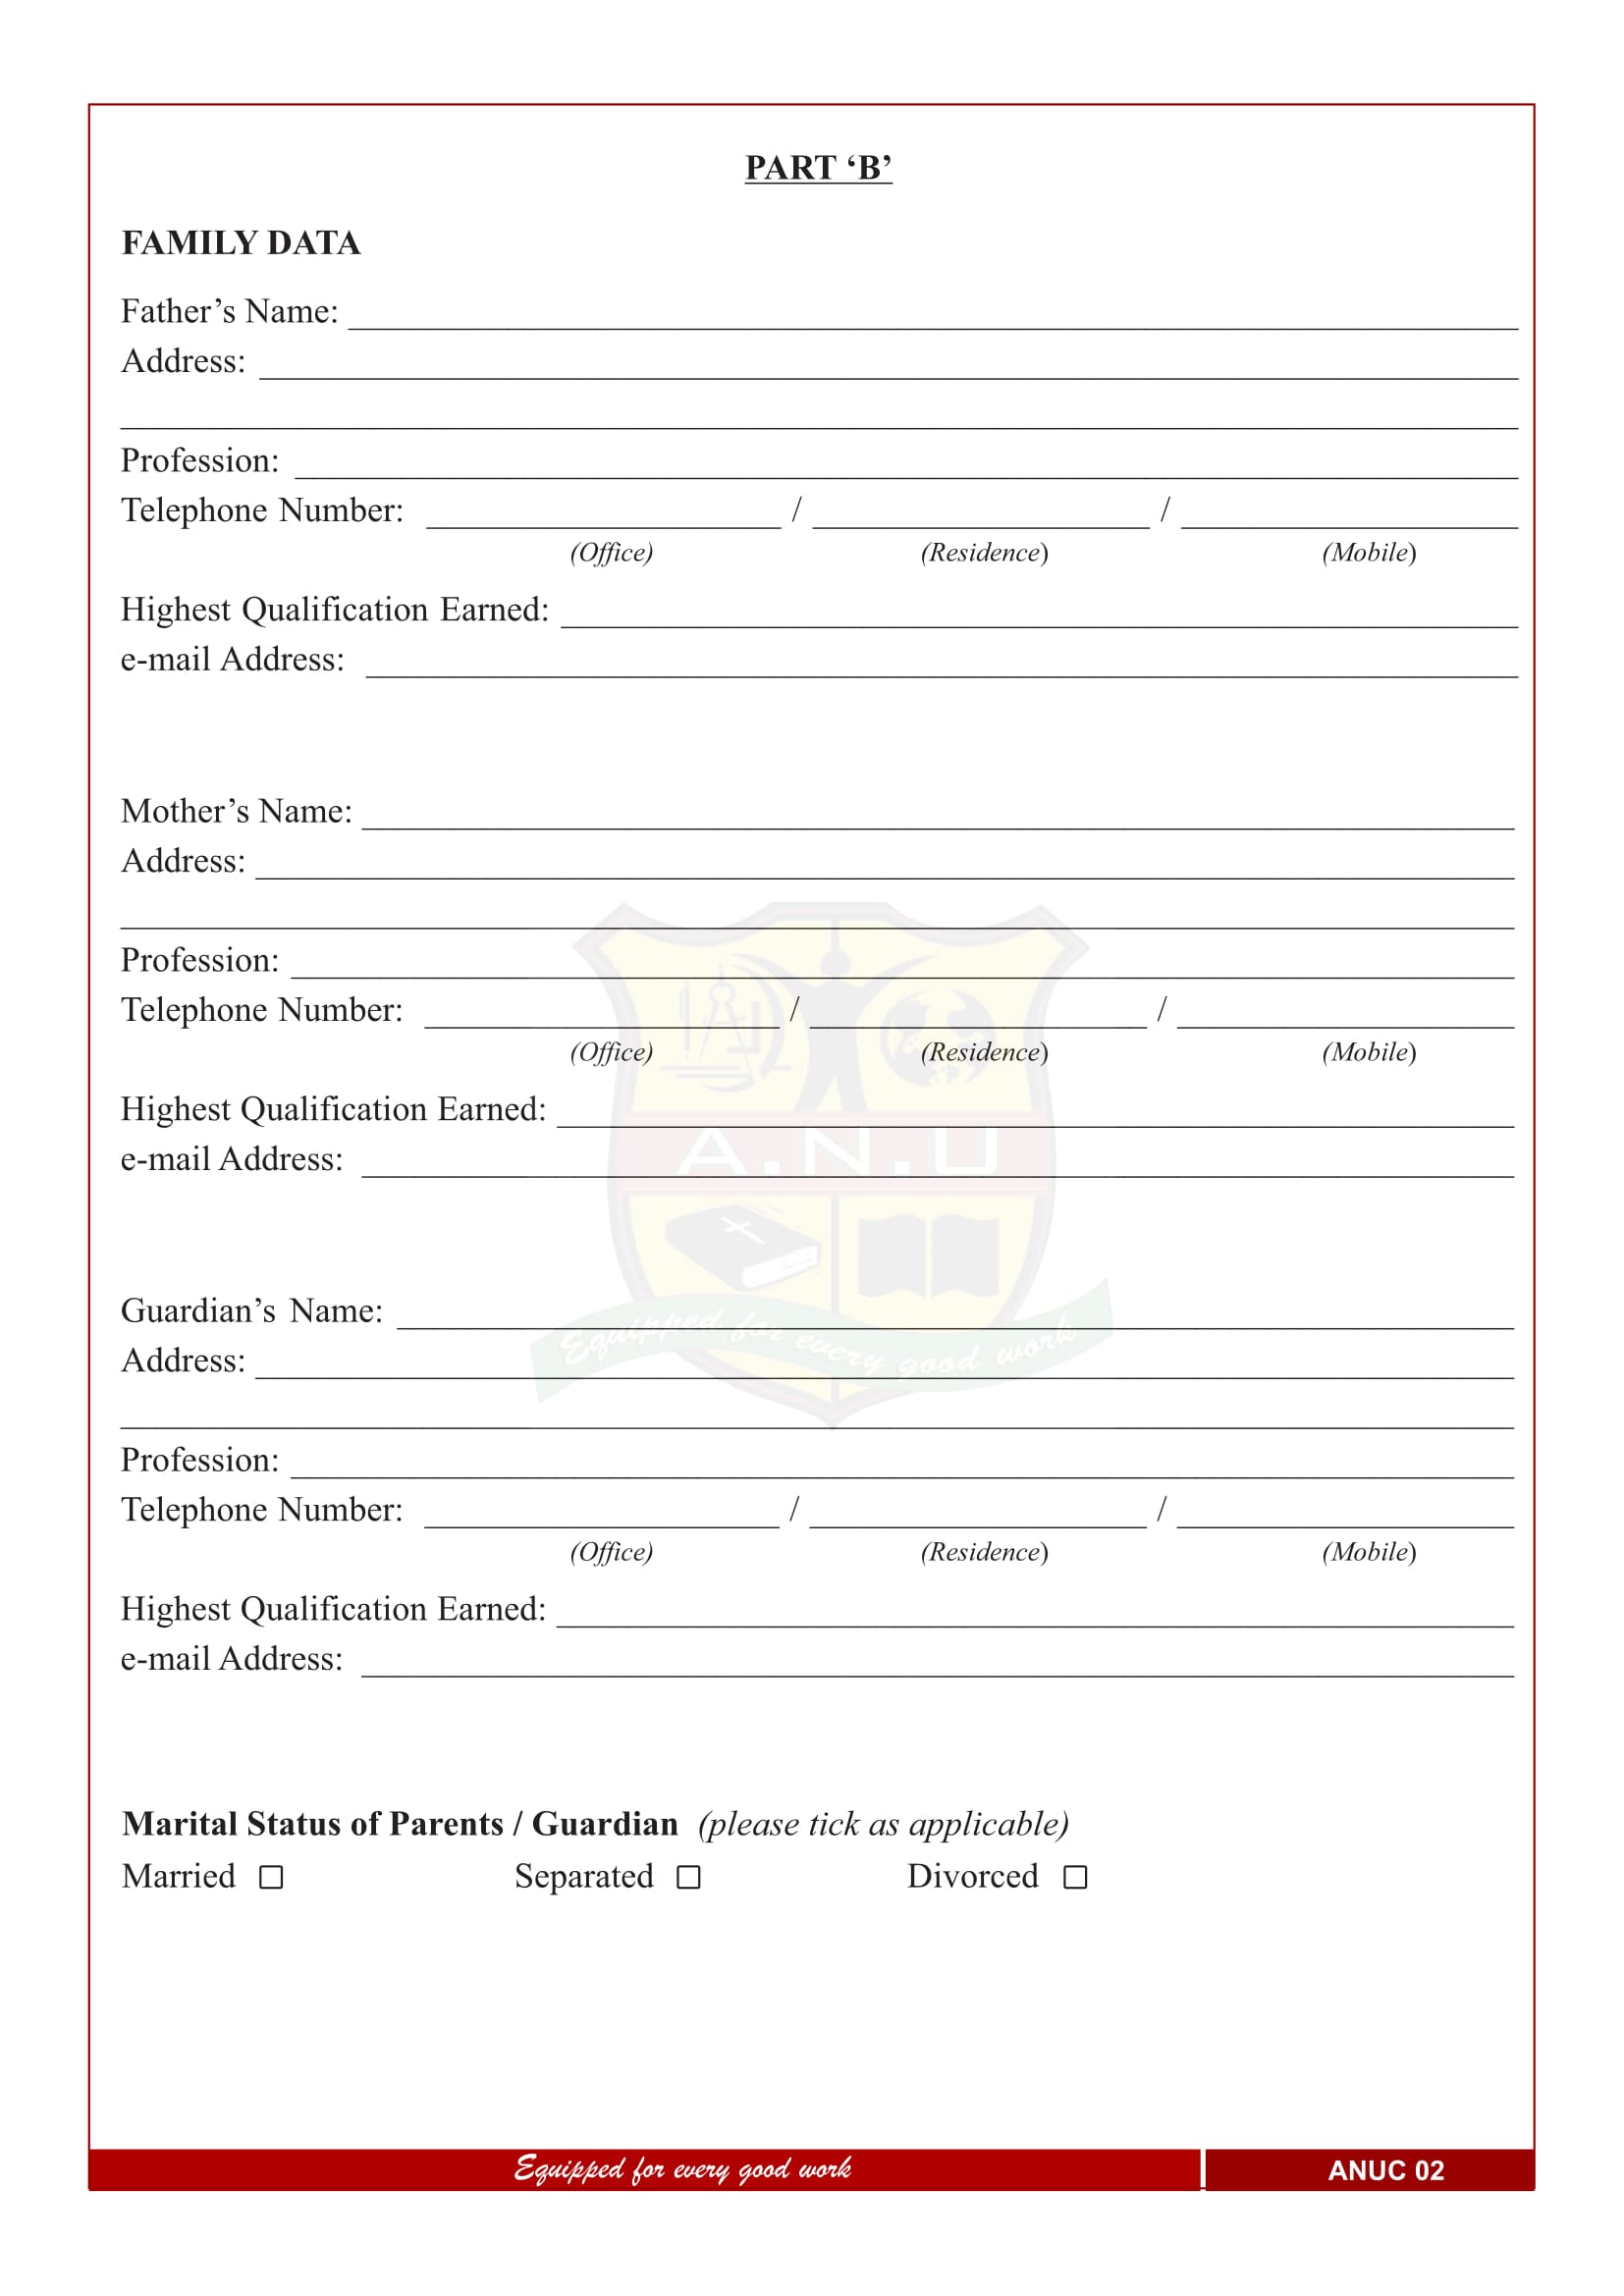 PART ‘B’
FAMILY DATA
Father’s Name:
Address:
Profession:
Telephone Number: / /
(Office) (Residence) (Mobile)
Highest Qualification Earned:
e-mail Address:
Mother’s Name:
Address:
Profession:
Telephone Number: / /
(Office) (Residence) (Mobile)
Highest Qualification Earned:
e-mail Address:
A.N.U
Guardian’s Name:
Equipped for every good work
Address:
Profession:
Telephone Number: / /
(Office) (Residence) (Mobile)
Highest Qualification Earned:
e-mail Address:
Marital Status of Parents / Guardian (please tick as applicable)
Married ☐ Separated ☐ Divorced ☐
Equipped for every good work ANUC 02